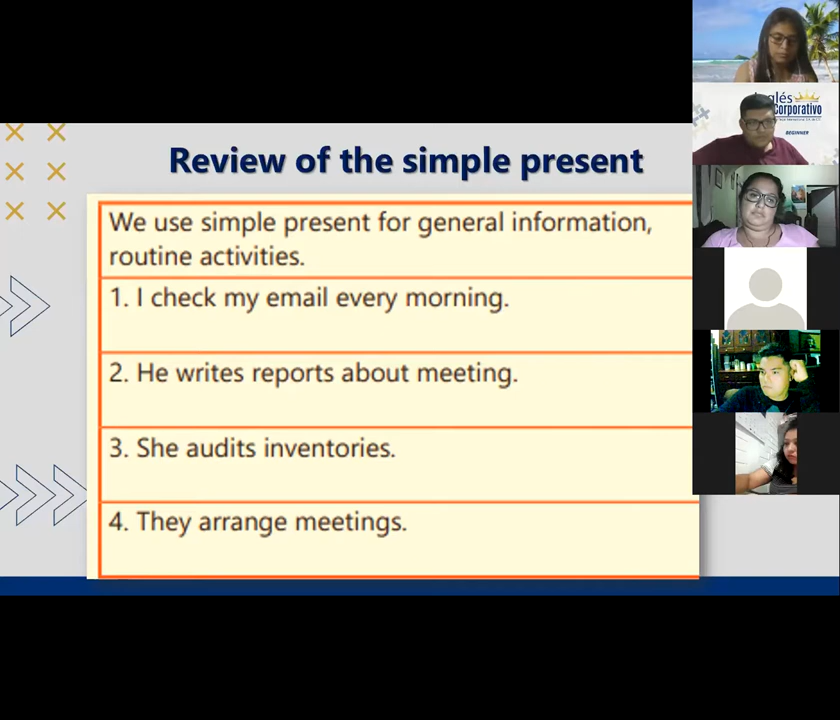 Review of the simple present
We use simple present for general information,
routine activities.
1. I check my email every morning.
2. He writes reports about meeting.
3. She audits inventories.
4. They arrange meetings.
Corporativo
BEGINNER